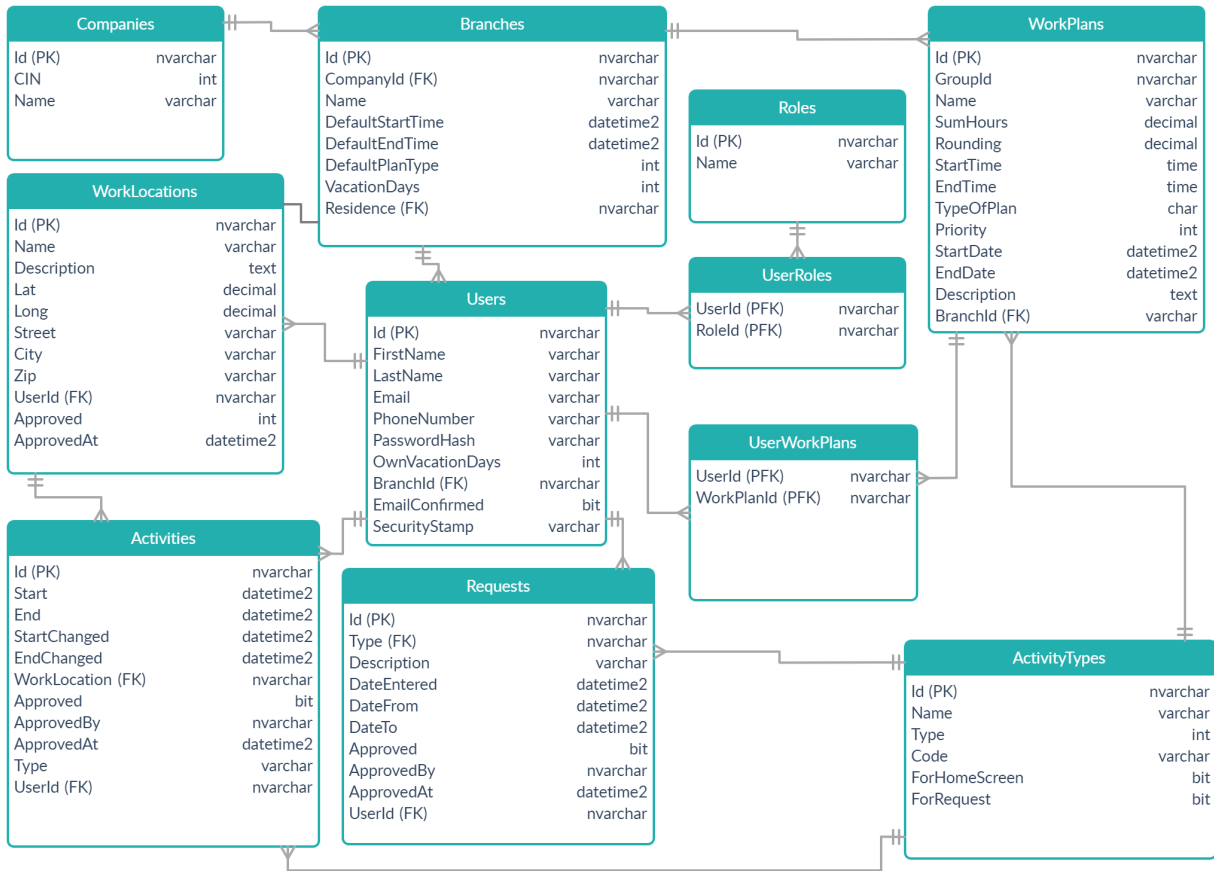 Companies
Id (PK) nvarchar
CIN int
Name varchar
Branches
Id (PK) nvarchar
CompanyId (FK) nvarchar
Name varchar
DefaultStartTime datetime2
DefaultEndTime datetime2
DefaultPlanType int
VacationDays int
Residence (FK) nvarchar
WorkPlans
Id (PK) nvarchar
GroupId nvarchar
Name varchar
SumHours decimal
Rounding decimal
StartTime time
EndTime time
TypeOfPlan char
Priority int
StartDate datetime2
EndDate datetime2
Description text
BranchId (FK) varchar
Roles
Id (PK) nvarchar
Name varchar
WorkLocations
Id (PK) nvarchar
Name varchar
Description text
Lat decimal
Long decimal
Street varchar
City varchar
Zip varchar
UserId (FK) nvarchar
Approved int
ApprovedAt datetime2
Users
Id (PK) nvarchar
FirstName varchar
LastName varchar
Email varchar
PhoneNumber varchar
PasswordHash varchar
OwnVacationDays int
BranchId (FK) nvarchar
EmailConfirmed bit
SecurityStamp varchar
UserRoles
UserId (PFK) nvarchar
RoleId (PFK) nvarchar
UserWorkPlans
UserId (PFK) nvarchar
WorkPlanId (PFK) nvarchar
Activities
Id (PK) nvarchar
Start datetime2
End datetime2
StartChanged datetime2
EndChanged datetime2
WorkLocation (FK) nvarchar
Approved bit
ApprovedBy nvarchar
ApprovedAt datetime2
Type varchar
UserId (FK) nvarchar
Requests
Id (PK) nvarchar
Type (FK) nvarchar
Description varchar
DateEntered datetime2
DateFrom datetime2
DateTo datetime2
Approved bit
ApprovedBy nvarchar
ApprovedAt datetime2
UserId (FK) nvarchar
ActivityTypes
Id (PK) nvarchar
Name varchar
Type int
Code varchar
ForHomeScreen bit
ForRequest bit